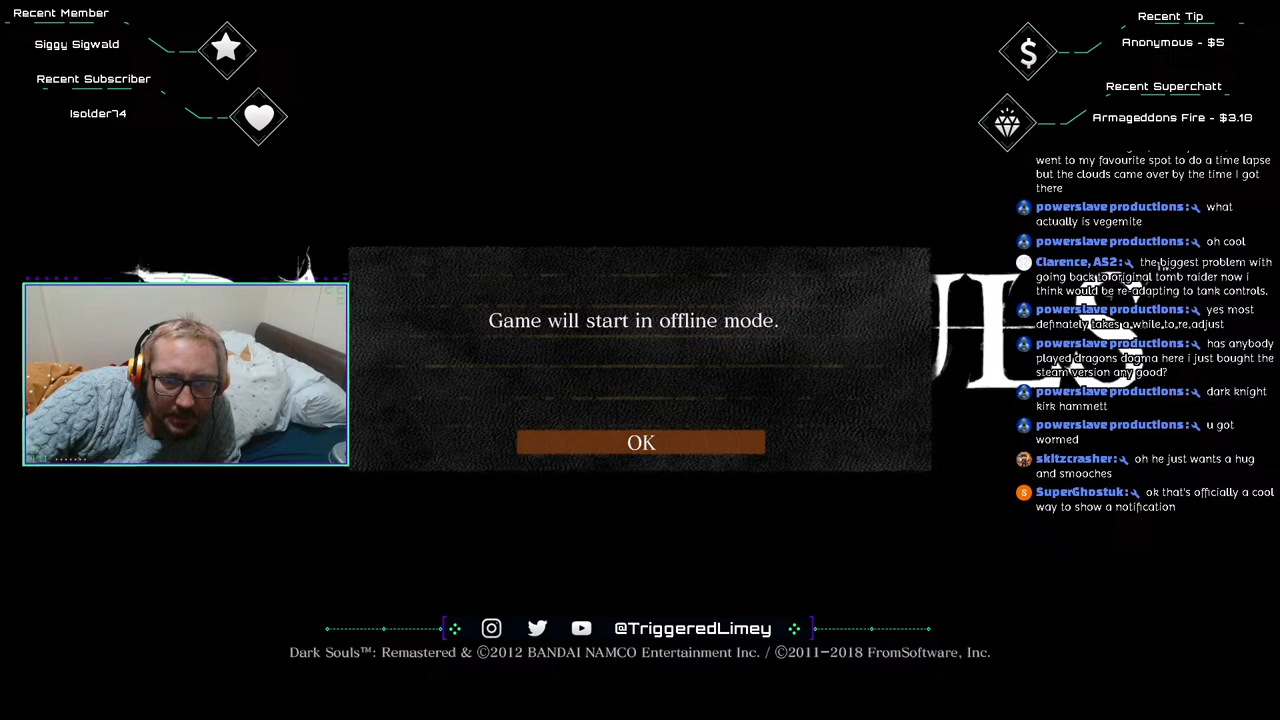 Recent Member
Siggy Sigwald
Recent Subscriber
Isolder74
Recent Tip
Anonymous - $5
Recent Superchatt
Armageddons Fire - $3.18
went to my favourite spot to do a time lapse
but the clouds came over by the time I got
there
powerslave productions: what
actually is vegemite
powerslave productions: oh cool
Clarence, AS2: the biggest problem with
going back to original tomb raider now i
think would be re-adapting to tank controls.
powerslave productions: yes most
definately takes a while to re adjust
powerslave productions: has anybody
played dragons dogma here i just bought the
steam version any good?
powerslave productions: dark knight
kirk hammett
powerslave productions: u got
wormed
skitzcrasher: oh he just wants a hug
and smooches
S
SuperGhostuk: ok that's officially a cool
way to show a notification
Game will start in offline mode.
OK
ULS
@TriggeredLimey
Dark Souls™: Remastered & ©2012 BANDAI NAMCO Entertainment Inc. / ©2011-2018 FromSoftware, Inc.